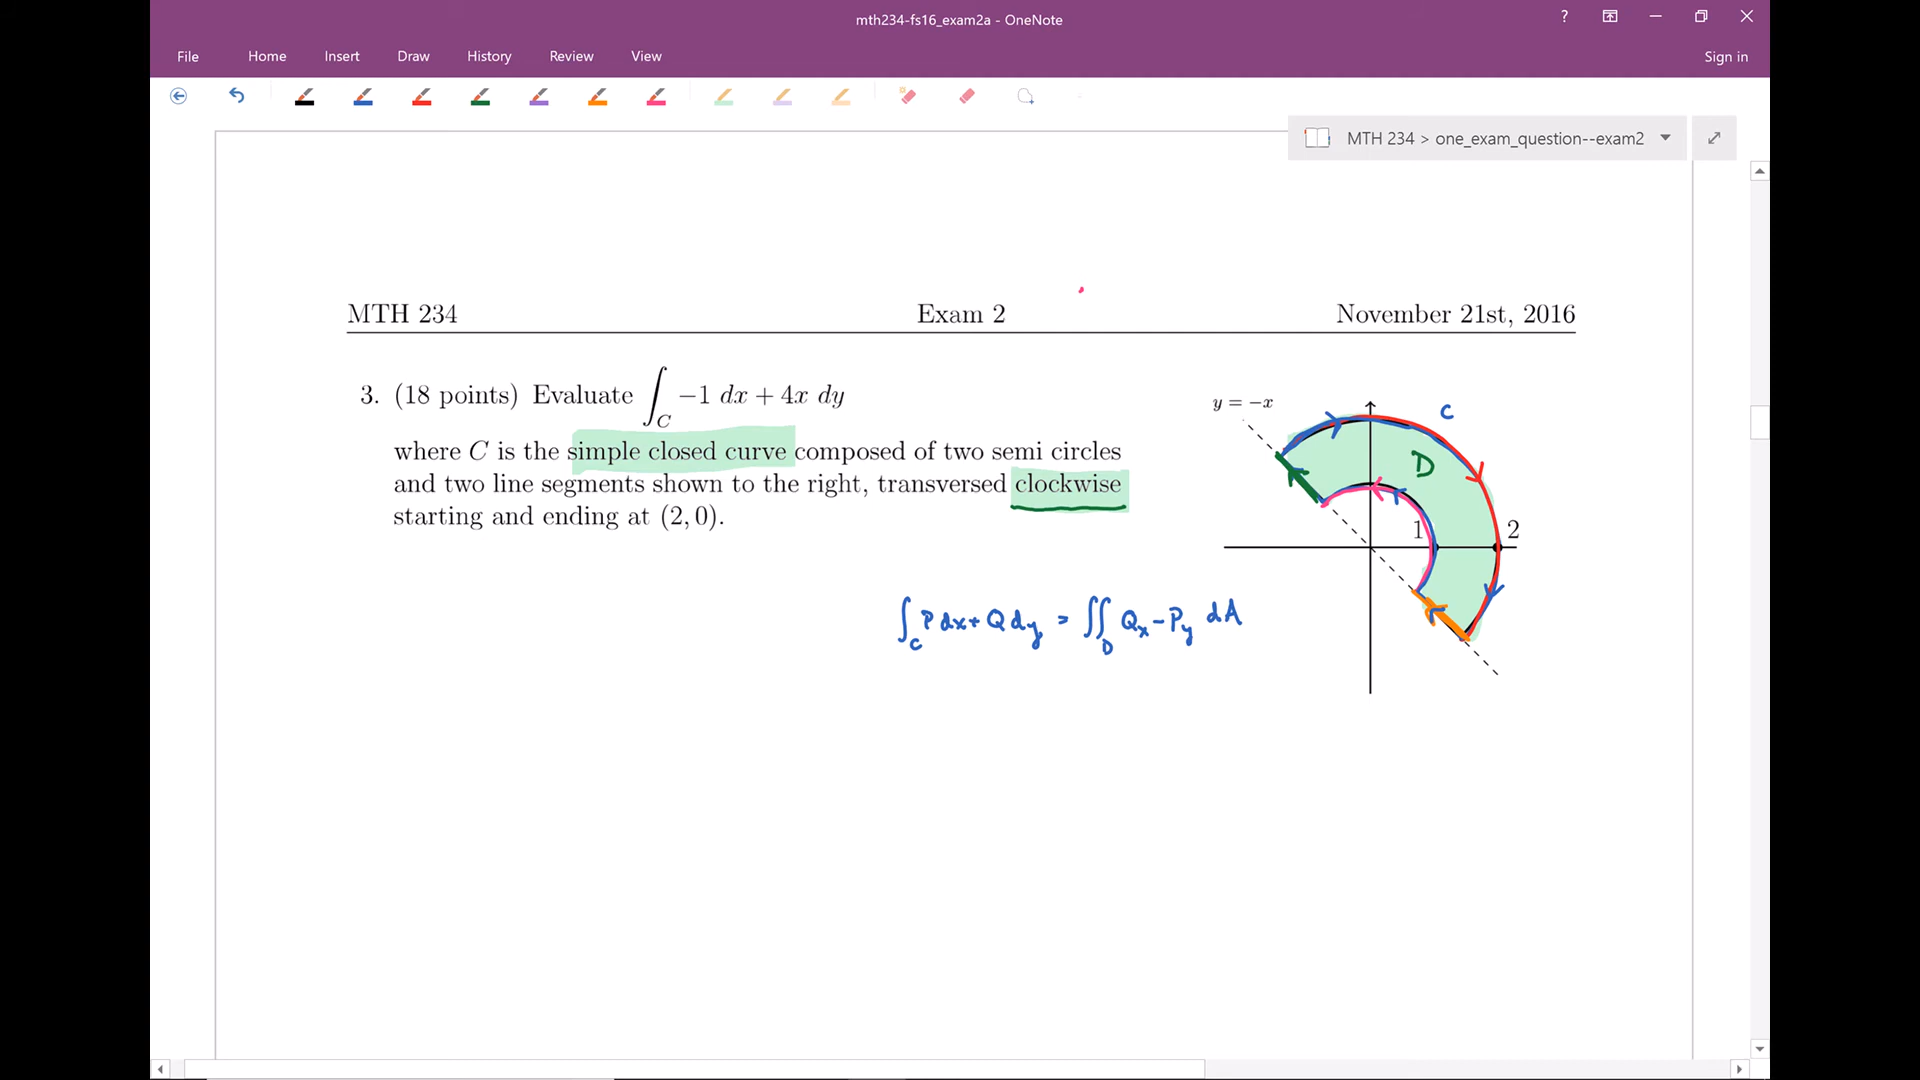 mth234-fs16_exam2a - OneNote
?
File Home Insert Draw History Review View Sign in
MTH 234 > one_exam_question--exam2
MTH 234 Exam 2 November 21st, 2016
3. (18 points) Evaluate ∫_C −1 dx + 4x dy
where C is the simple closed curve composed of two semi circles
and two line segments shown to the right, transversed clockwise
starting and ending at (2, 0).
y = −x
C
D
1 2
∫_C P dx + Q dy = ∬_D Q_x − P_y dA